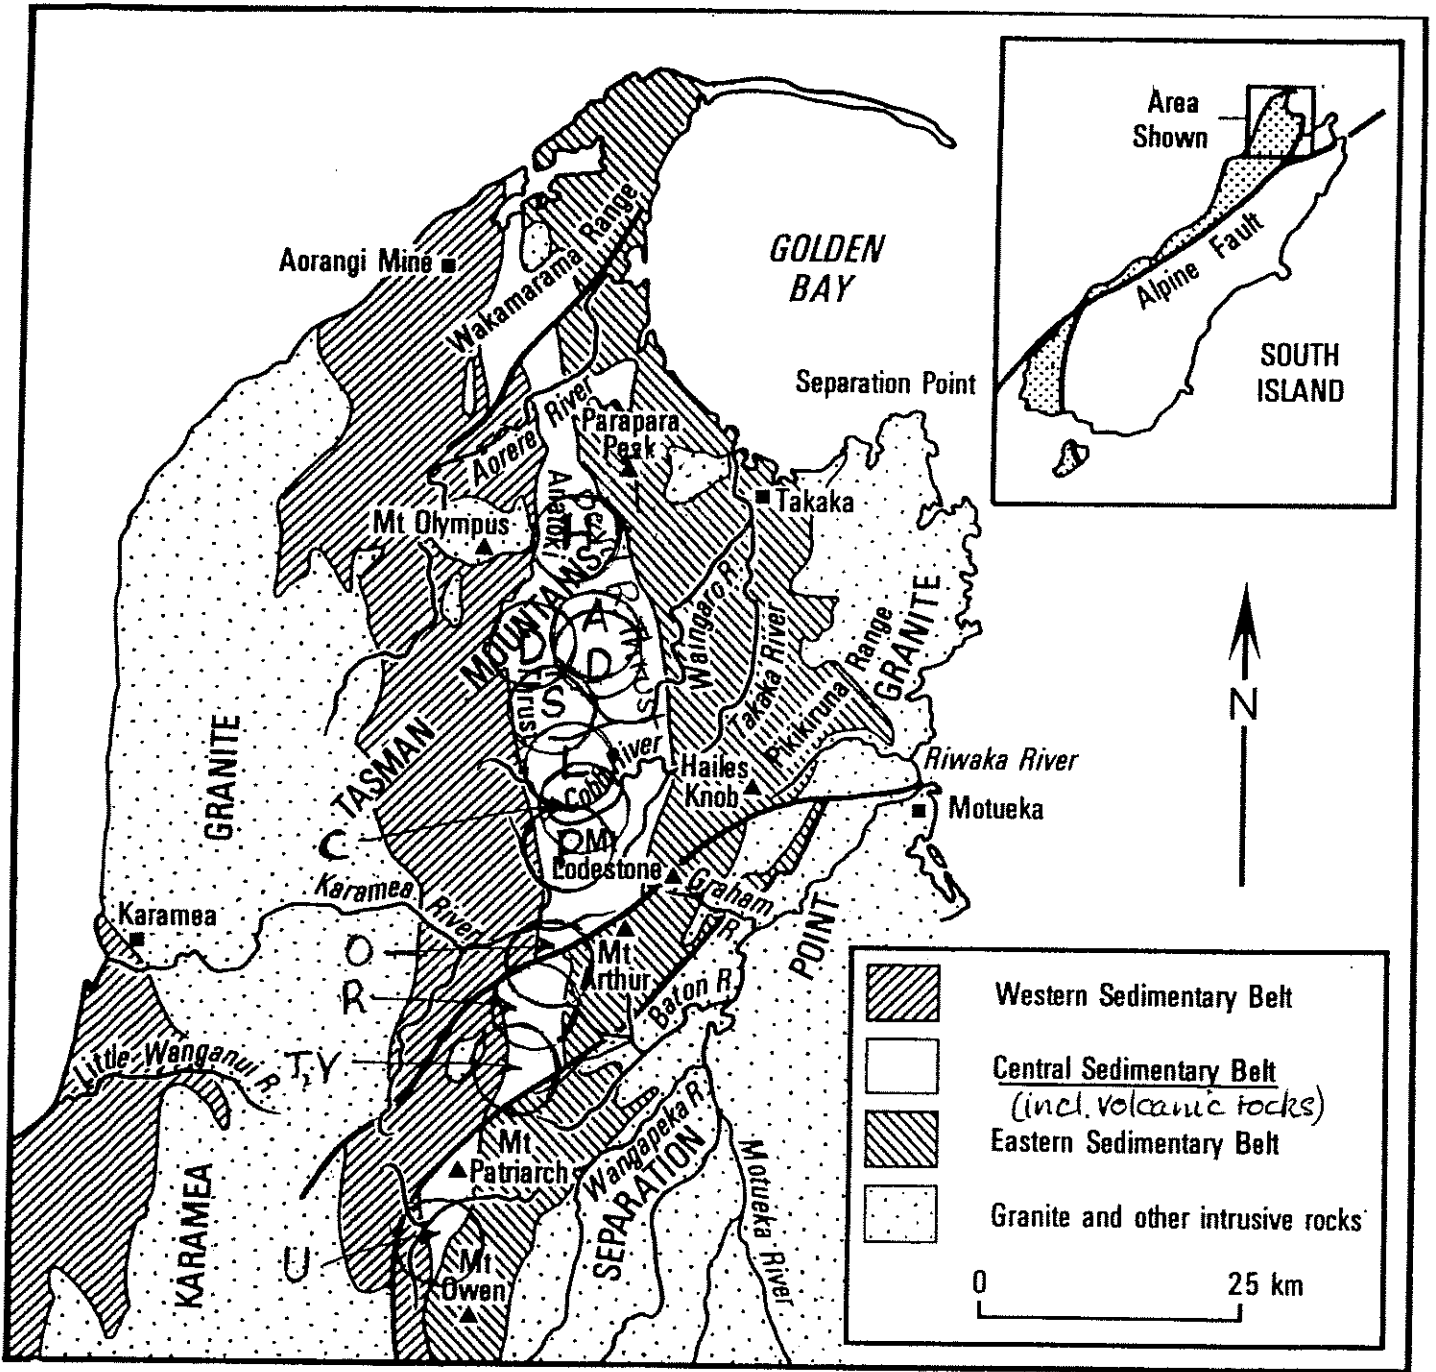 Area
Shown
Alpine Fault
SOUTH
ISLAND
GOLDEN
BAY
Aorangi Mine
Wakamarama Range
Separation Point
Aorere River
Parapara
Peak
Takaka
Mt Olympus
Anatoki
H
A
D
D
S
L
C
P
O
R
T, Y
U
TASMAN MOUNTAINS
Waingaro R.
Takaka River
Pikikiruna Range
GRANITE
GRANITE
Cobb River
Hailes
Knob
Riwaka River
Motueka
N
Mt
Lodestone
Karamea River
Karamea
Graham R
Mt
Arthur
Baton R
POINT
Little Wanganui R.
Mt
Patriarch
Wangapeka R.
SEPARATION
Motueka River
KARAMEA
Mt
Owen
Western Sedimentary Belt
Central Sedimentary Belt
(incl. volcanic rocks)
Eastern Sedimentary Belt
Granite and other intrusive rocks
0 25 km